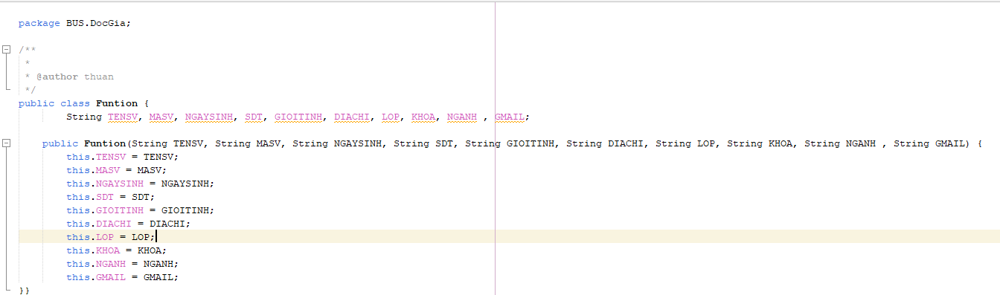 package BUS.DocGia;
/**
 *
 * @author thuan
 */
public class Funtion {
        String TENSV, MASV, NGAYSINH, SDT, GIOITINH, DIACHI, LOP, KHOA, NGANH , GMAIL;
    public Funtion(String TENSV, String MASV, String NGAYSINH, String SDT, String GIOITINH, String DIACHI, String LOP, String KHOA, String NGANH , String GMAIL) {
        this.TENSV = TENSV;
        this.MASV = MASV;
        this.NGAYSINH = NGAYSINH;
        this.SDT = SDT;
        this.GIOITINH = GIOITINH;
        this.DIACHI = DIACHI;
        this.LOP = LOP;
        this.KHOA = KHOA;
        this.NGANH = NGANH;
        this.GMAIL = GMAIL;
}}